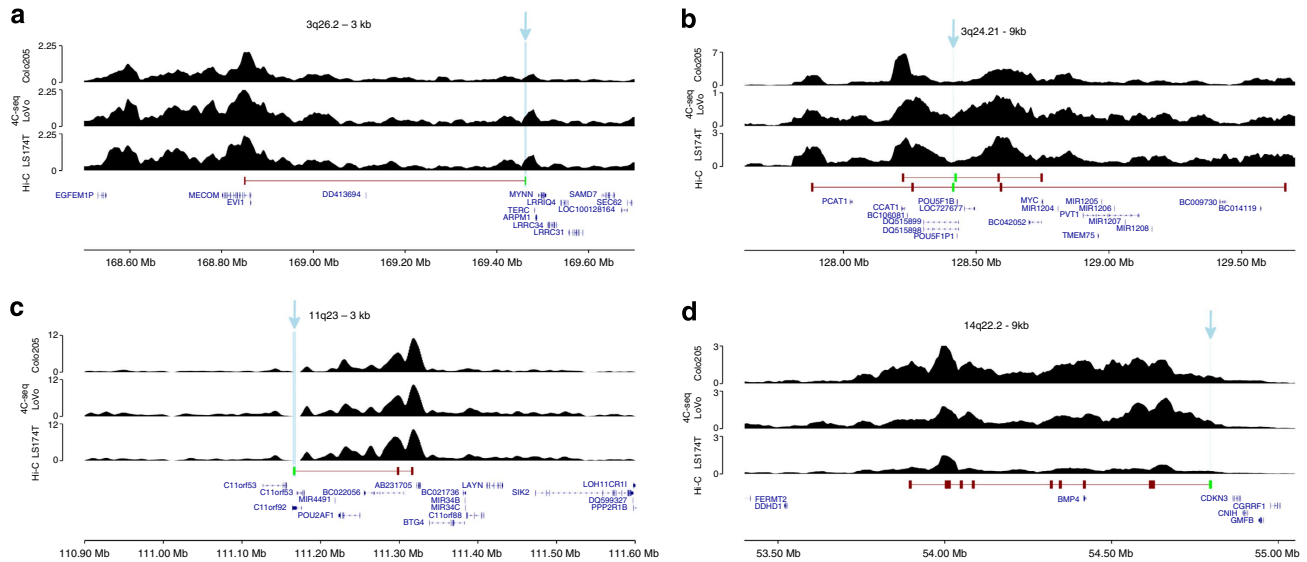 a
3q26.2 – 3 kb
2.25
0
Colo205
2.25
0
4C-seq
LoVo
2.25
0
LS174T
Hi-C
EGFEM1P
MECOM
EVI1
DD413694
MYNN
SAMD7
LRRIQ4
SEC62
TERC
LOC100128164
ARPM1
LRRC34
LRRC31
168.60 Mb
168.80 Mb
169.00 Mb
169.20 Mb
169.40 Mb
169.60 Mb
b
3q24.21 - 9kb
7
0
Colo205
1
0
4C-seq
LoVo
3
0
LS174T
Hi-C
PCAT1
POU5F1B
MYC
MIR1205
BC009730
CCAT1
LOC727677
MIR1204
MIR1206
BC014119
BC106081
PVT1
DQ515899
BC042052
MIR1207
DQ515898
MIR1208
POU5F1P1
TMEM75
128.00 Mb
128.50 Mb
129.00 Mb
129.50 Mb
c
11q23 – 3 kb
12
0
Colo205
12
0
4C-seq
LoVo
12
0
LS174T
Hi-C
C11orf53
AB231705
LAYN
LOH11CR1I
C11orf53
BC022056
BC021736
SIK2
MIR4491
MIR34B
DQ599327
C11orf92
MIR34C
PPP2R1B
POU2AF1
C11orf88
BTG4
110.90 Mb
111.00 Mb
111.10 Mb
111.20 Mb
111.30 Mb
111.40 Mb
111.50 Mb
111.60 Mb
d
14q22.2 - 9kb
3
0
Colo205
3
0
4C-seq
LoVo
3
0
LS174T
Hi-C
FERMT2
BMP4
CDKN3
DDHD1
CGRRF1
CNIH
GMFB
53.50 Mb
54.00 Mb
54.50 Mb
55.00 Mb